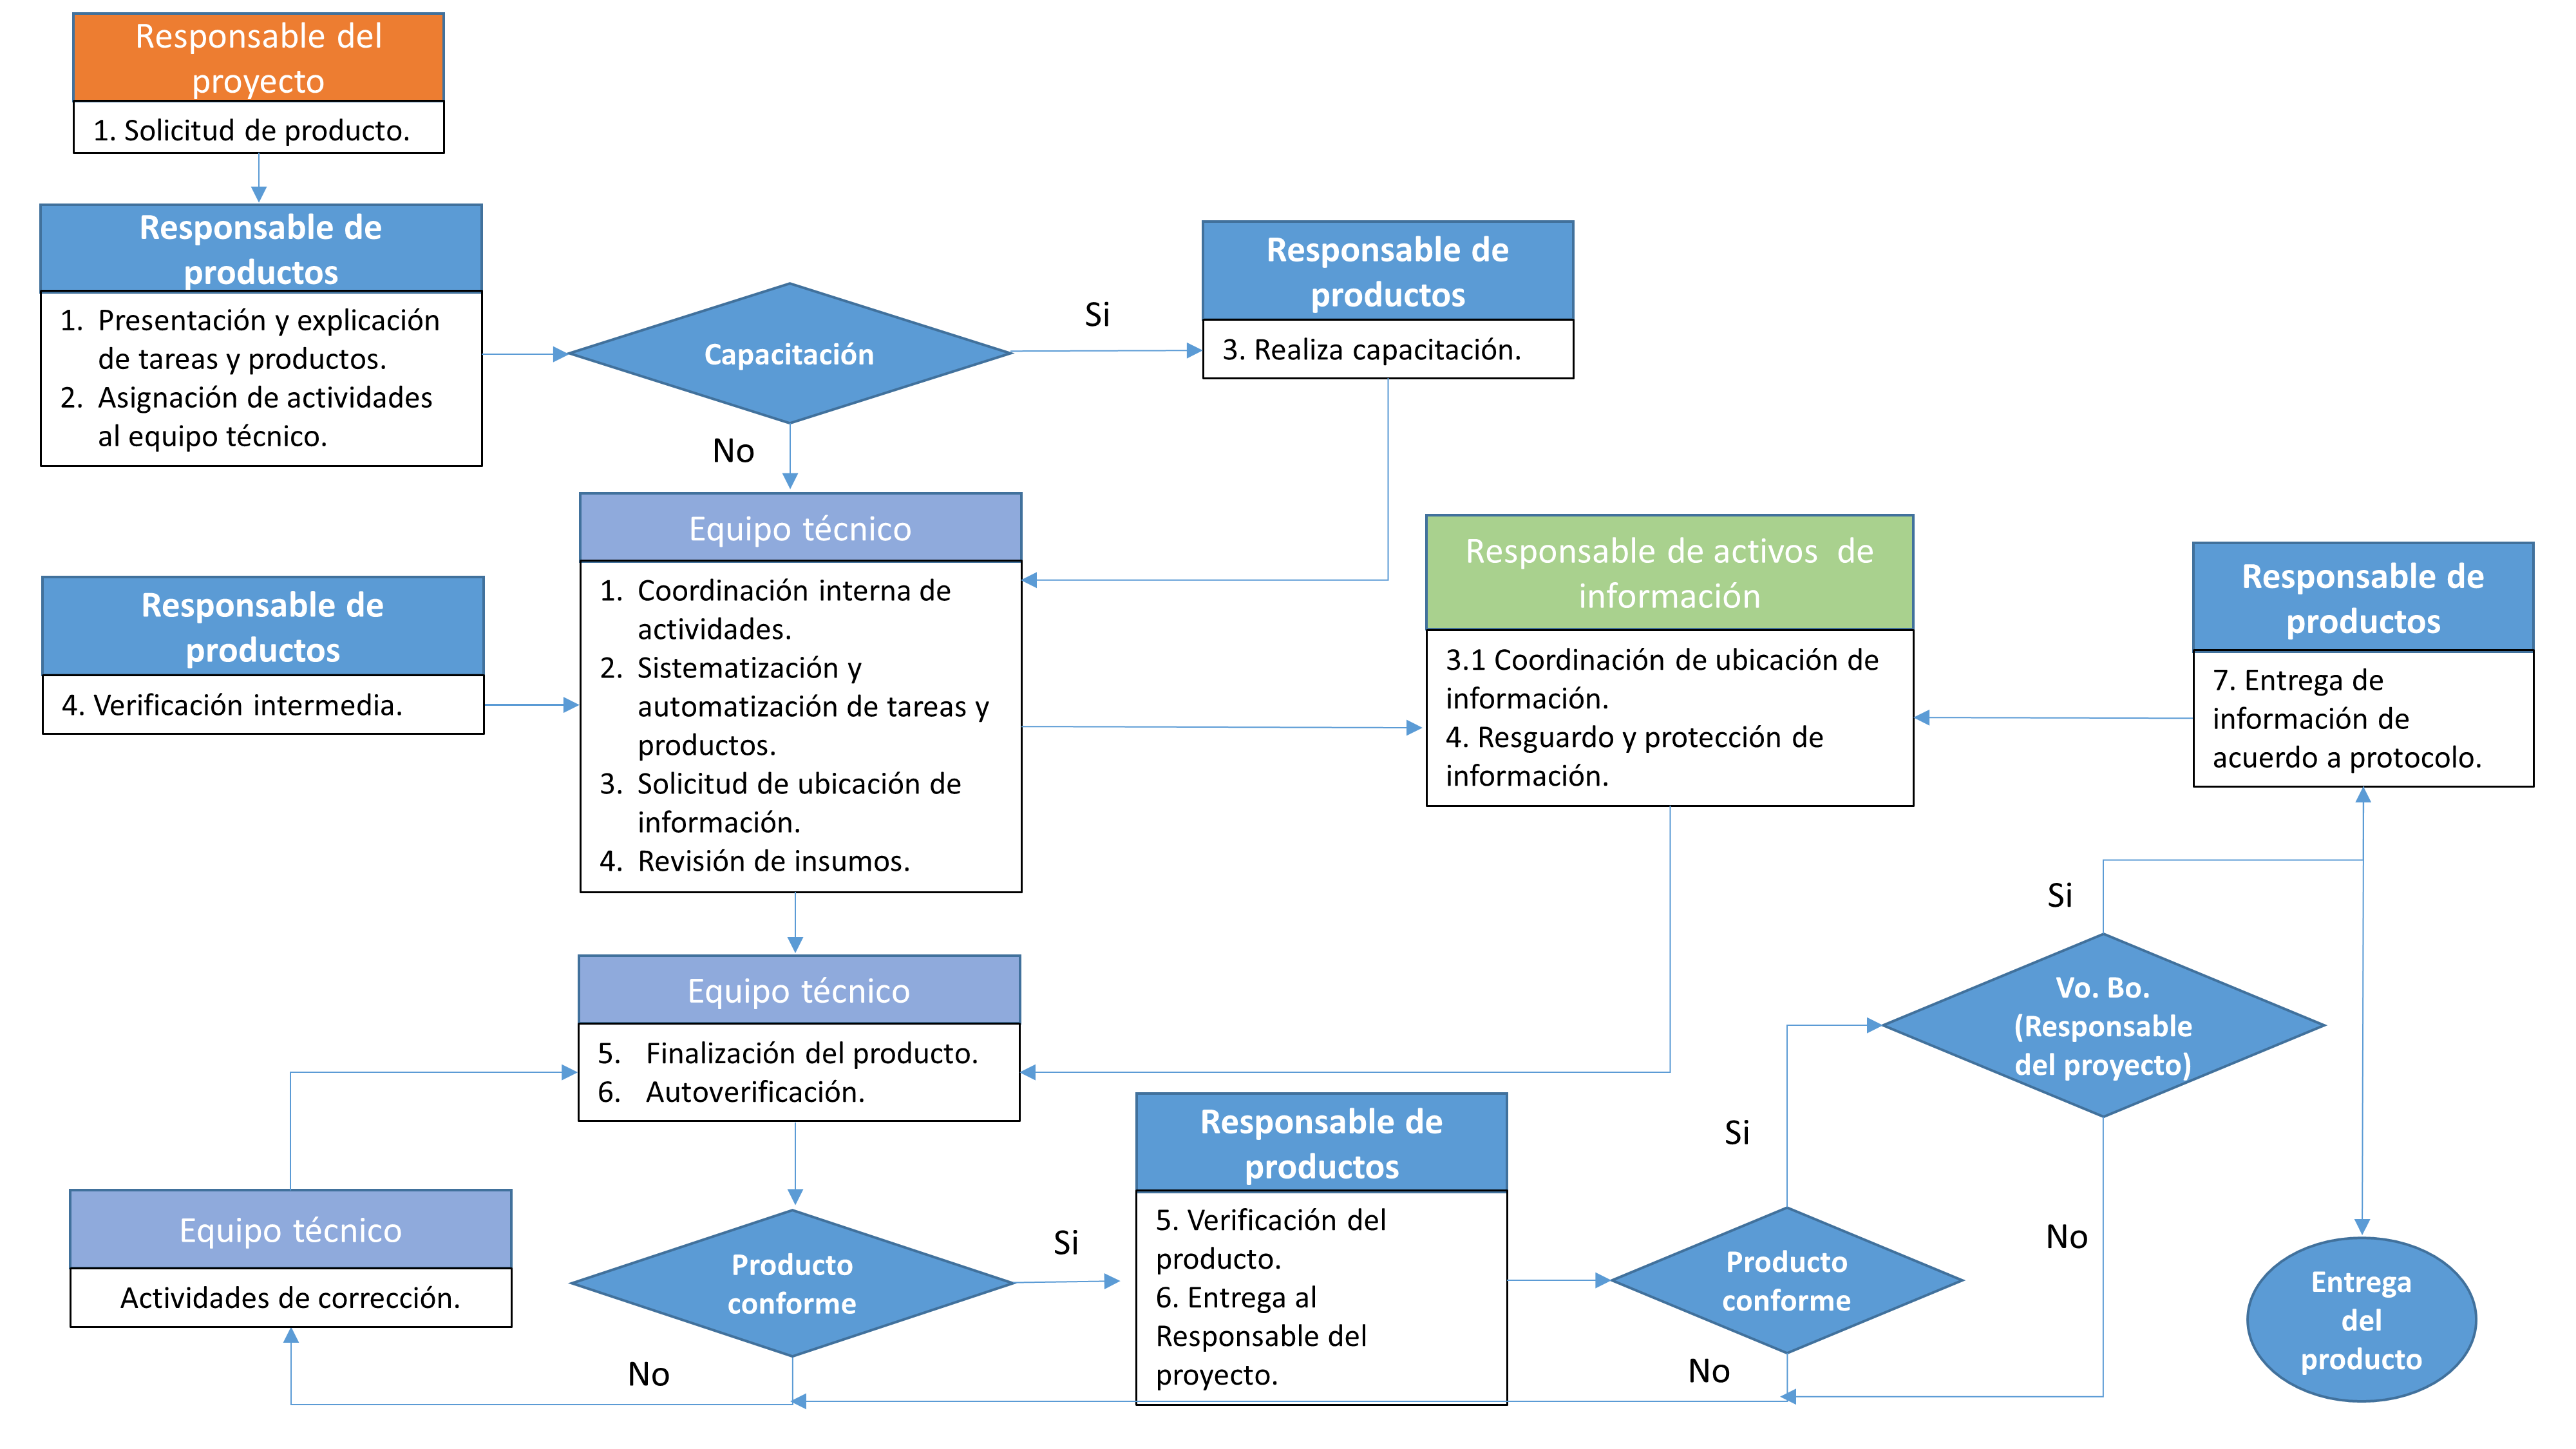 Responsable del
proyecto
1. Solicitud de producto.
Responsable de
productos
1. Presentación y explicación
de tareas y productos.
2. Asignación de actividades
al equipo técnico.
Capacitación
Si
No
Responsable de
productos
3. Realiza capacitación.
Equipo técnico
1. Coordinación interna de
actividades.
2. Sistematización y
automatización de tareas y
productos.
3. Solicitud de ubicación de
información.
4. Revisión de insumos.
Responsable de
productos
4. Verificación intermedia.
Responsable de activos de
información
3.1 Coordinación de ubicación de
información.
4. Resguardo y protección de
información.
Responsable de
productos
7. Entrega de
información de
acuerdo a protocolo.
Equipo técnico
5. Finalización del producto.
6. Autoverificación.
Equipo técnico
Actividades de corrección.
Producto
conforme
Si
No
Responsable de
productos
5. Verificación del
producto.
6. Entrega al
Responsable del
proyecto.
Producto
conforme
Si
No
Vo. Bo.
(Responsable
del proyecto)
Si
No
Entrega
del
producto